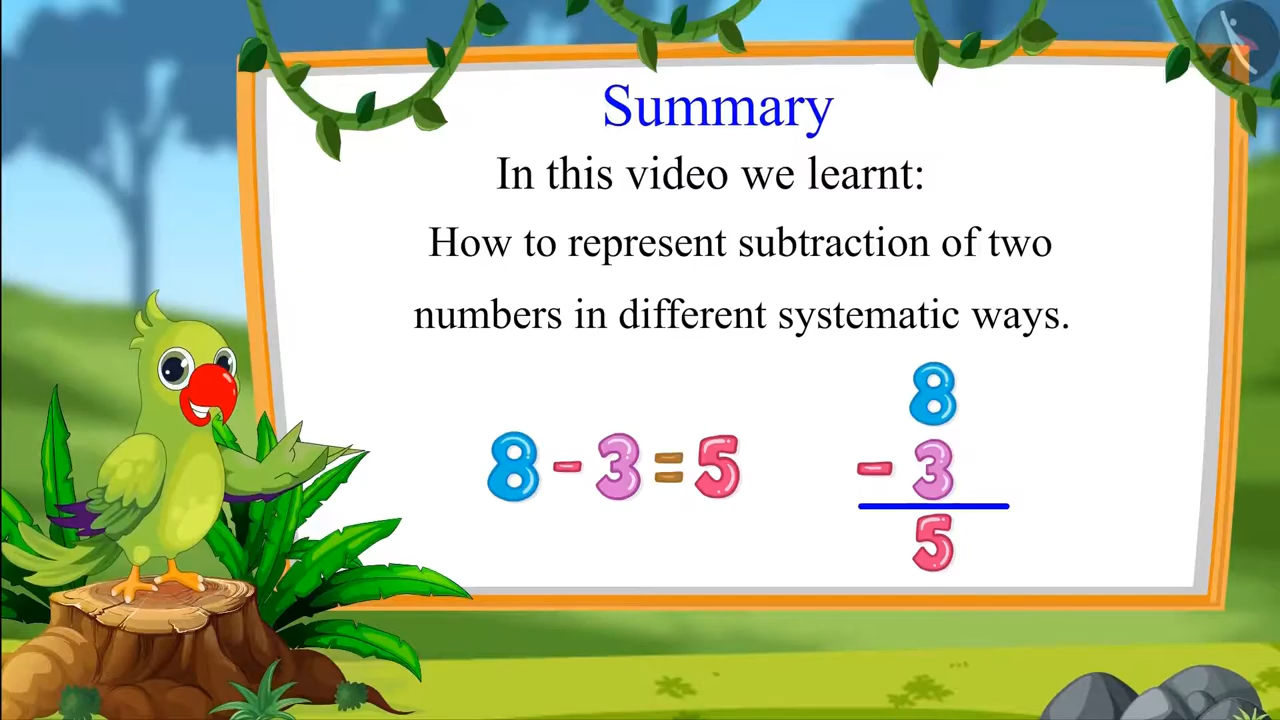 Summary
In this video we learnt:
How to represent subtraction of two
numbers in different systematic ways.
8 - 3 = 5
8
- 3
5